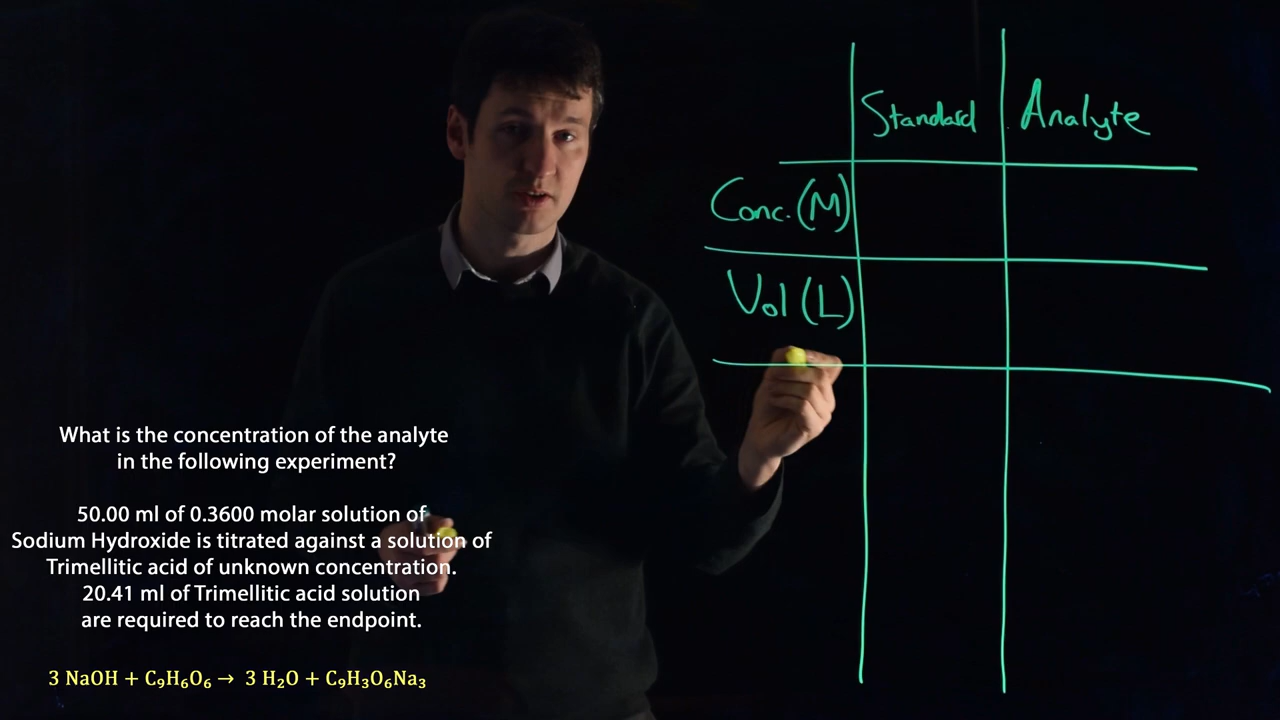 Standard Analyte
Conc. (M)
Vol (L)
What is the concentration of the analyte
in the following experiment?
50.00 ml of 0.3600 molar solution of
Sodium Hydroxide is titrated against a solution of
Trimellitic acid of unknown concentration.
20.41 ml of Trimellitic acid solution
are required to reach the endpoint.
3 NaOH + C₉H₆O₆ → 3 H₂O + C₉H₃O₆Na₃